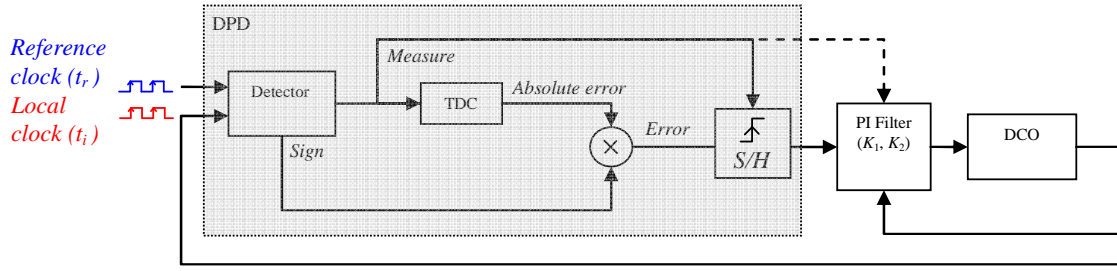 DPD
Reference
clock (tr)
Local
clock (ti)
Detector
Measure
TDC
Absolute error
Sign
×
Error
S/H
PI Filter
(K1, K2)
DCO